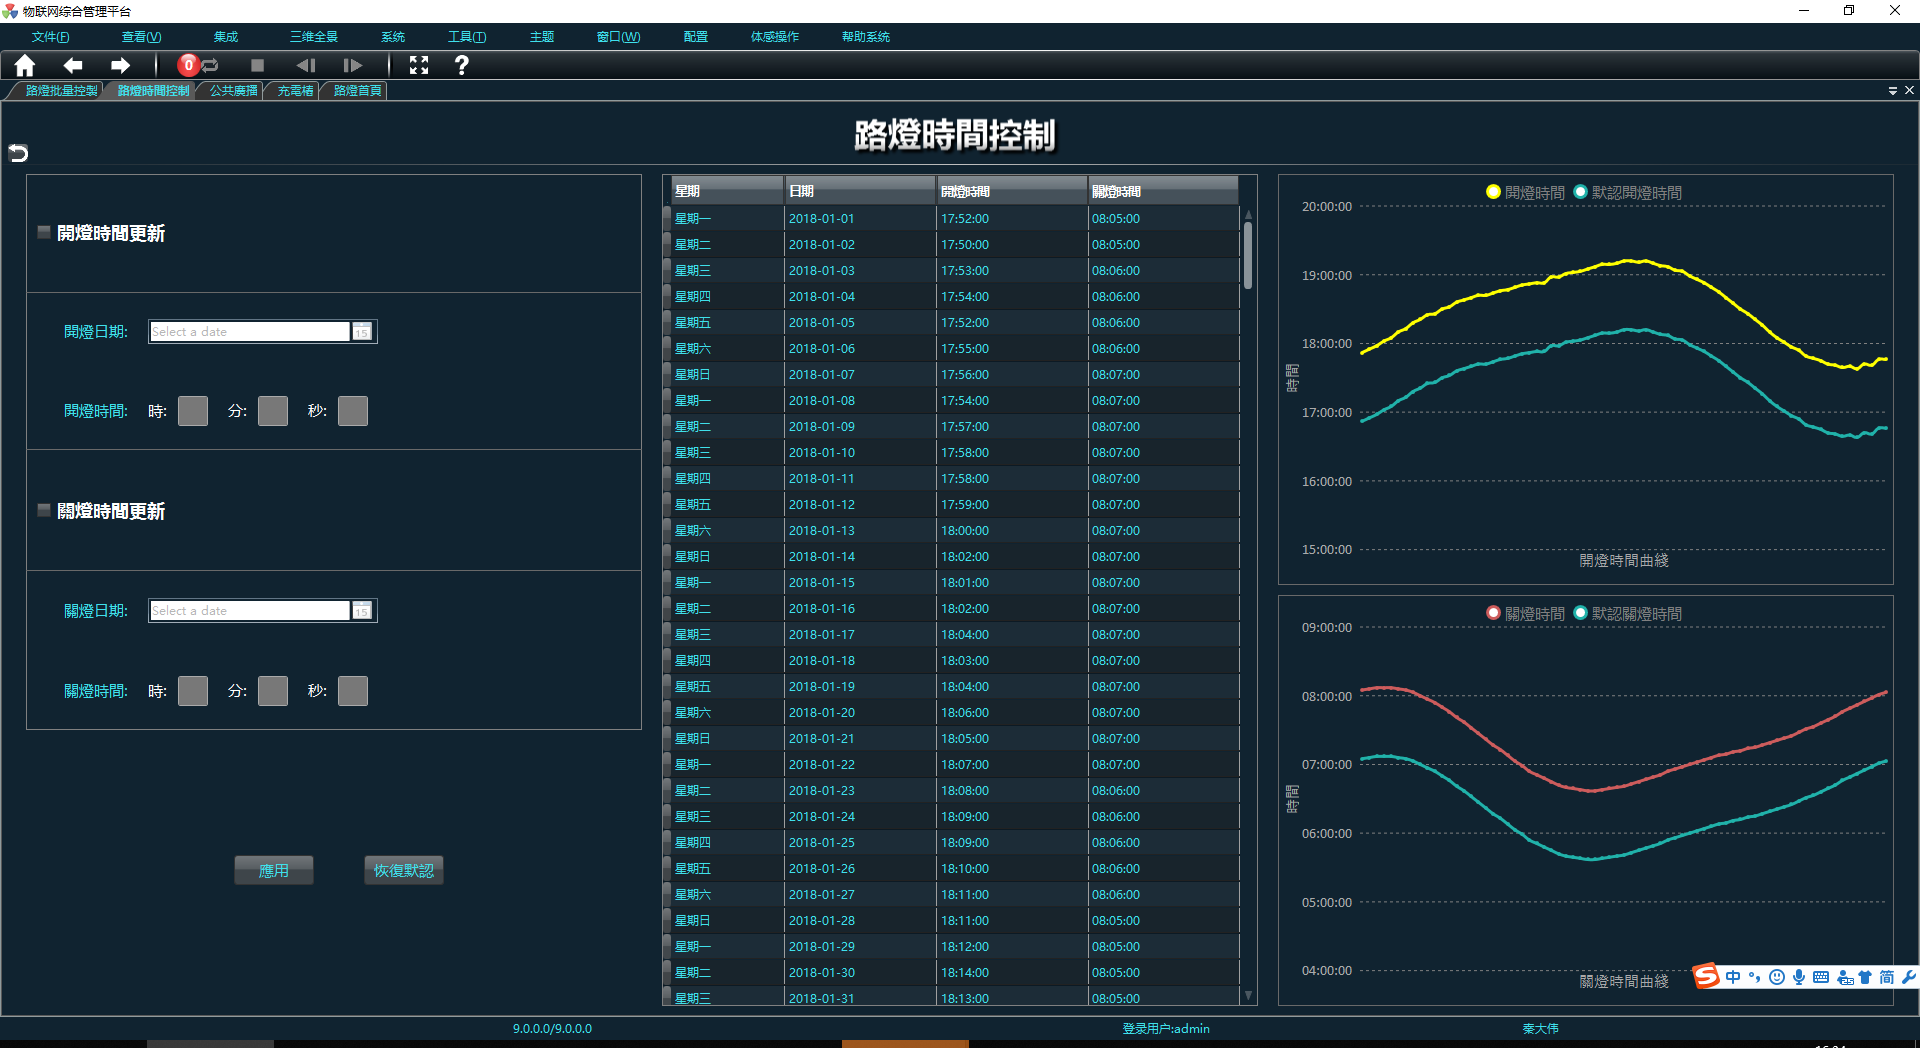 物联网综合管理平台
文件(F) 查看(V) 集成 三维全景 系统 工具(T) 主题 窗口(W) 配置 体感操作 帮助系统
0
路燈批量控製 路燈時間控制 公共廣播 充電樁 路燈首頁
路燈時間控制
開燈時間更新
開燈日期: Select a date 15
開燈時間: 時: 分: 秒:
關燈時間更新
關燈日期: Select a date 15
關燈時間: 時: 分: 秒:
應用 恢復默認
星期 日期 開燈時間 關燈時間
星期一 2018-01-01 17:52:00 08:05:00
星期二 2018-01-02 17:50:00 08:05:00
星期三 2018-01-03 17:53:00 08:06:00
星期四 2018-01-04 17:54:00 08:06:00
星期五 2018-01-05 17:52:00 08:06:00
星期六 2018-01-06 17:55:00 08:06:00
星期日 2018-01-07 17:56:00 08:07:00
星期一 2018-01-08 17:54:00 08:07:00
星期二 2018-01-09 17:57:00 08:07:00
星期三 2018-01-10 17:58:00 08:07:00
星期四 2018-01-11 17:58:00 08:07:00
星期五 2018-01-12 17:59:00 08:07:00
星期六 2018-01-13 18:00:00 08:07:00
星期日 2018-01-14 18:02:00 08:07:00
星期一 2018-01-15 18:01:00 08:07:00
星期二 2018-01-16 18:02:00 08:07:00
星期三 2018-01-17 18:04:00 08:07:00
星期四 2018-01-18 18:03:00 08:07:00
星期五 2018-01-19 18:04:00 08:07:00
星期六 2018-01-20 18:06:00 08:07:00
星期日 2018-01-21 18:05:00 08:07:00
星期一 2018-01-22 18:07:00 08:07:00
星期二 2018-01-23 18:08:00 08:06:00
星期三 2018-01-24 18:09:00 08:06:00
星期四 2018-01-25 18:09:00 08:06:00
星期五 2018-01-26 18:10:00 08:06:00
星期六 2018-01-27 18:11:00 08:06:00
星期日 2018-01-28 18:11:00 08:05:00
星期一 2018-01-29 18:12:00 08:05:00
星期二 2018-01-30 18:14:00 08:05:00
星期三 2018-01-31 18:13:00 08:05:00
開燈時間 默認開燈時間
20:00:00
19:00:00
18:00:00
時間
17:00:00
16:00:00
15:00:00
開燈時間曲綫
關燈時間 默認關燈時間
09:00:00
08:00:00
07:00:00
時間
06:00:00
05:00:00
04:00:00
關燈時間曲綫
中 简
9.0.0.0/9.0.0.0 登录用户:admin 秦大伟